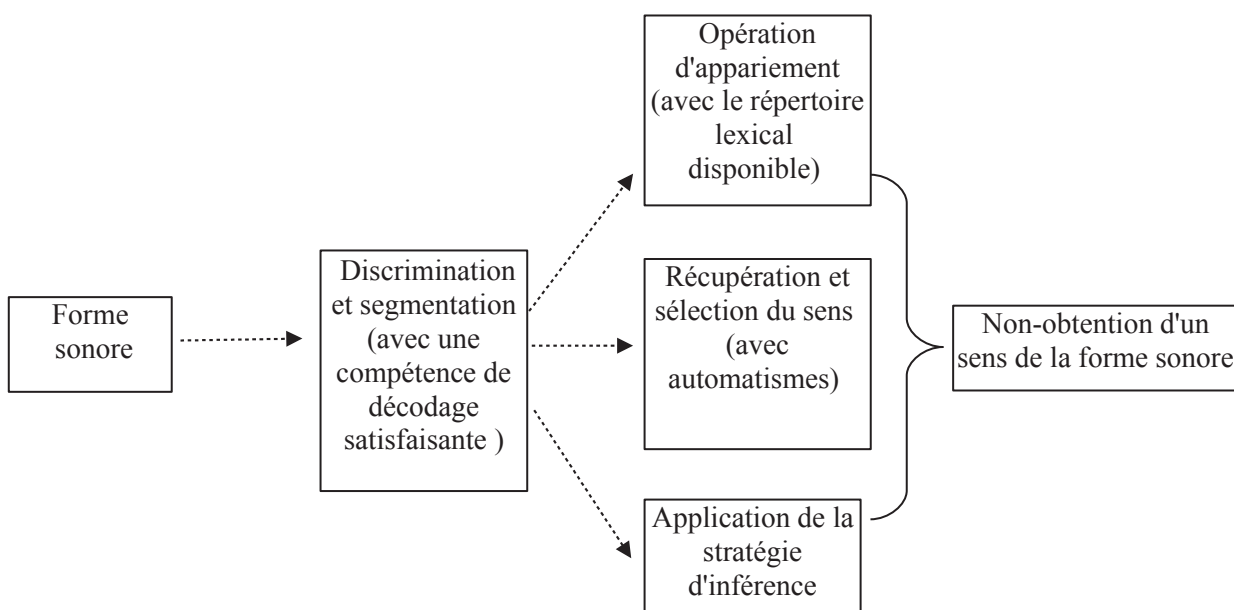 Forme
sonore
Discrimination
et segmentation
(avec une
compétence de
décodage
satisfaisante )
Opération
d'appariement
(avec le répertoire
lexical
disponible)
Récupération et
sélection du sens
(avec
automatismes)
Application de la
stratégie
d'inférence
Non-obtention d'un
sens de la forme sonore